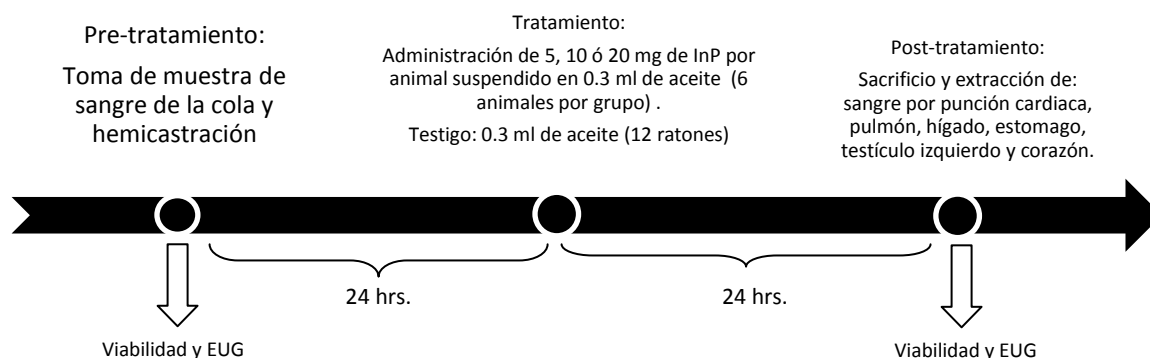 Pre-tratamiento:
Toma de muestra de
sangre de la cola y
hemicastración
Tratamiento:
Administración de 5, 10 ó 20 mg de InP por
animal suspendido en 0.3 ml de aceite (6
animales por grupo) .
Testigo: 0.3 ml de aceite (12 ratones)
Post-tratamiento:
Sacrificio y extracción de:
sangre por punción cardiaca,
pulmón, hígado, estomago,
testículo izquierdo y corazón.
24 hrs.
24 hrs.
Viabilidad y EUG
Viabilidad y EUG